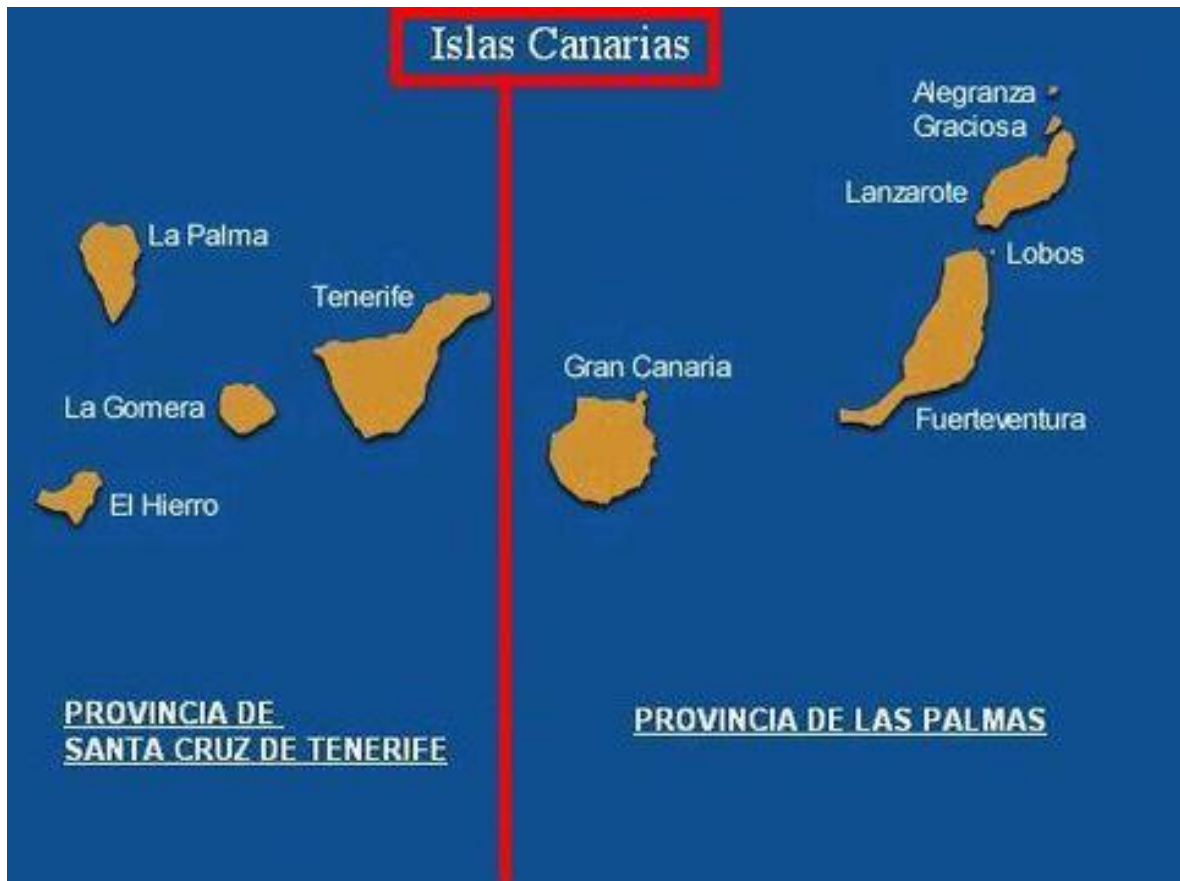 Islas Canarias
Alegranza
Graciosa
Lanzarote
La Palma
Lobos
Tenerife
Gran Canaria
La Gomera
Fuerteventura
El Hierro
PROVINCIA DE
SANTA CRUZ DE TENERIFE
PROVINCIA DE LAS PALMAS